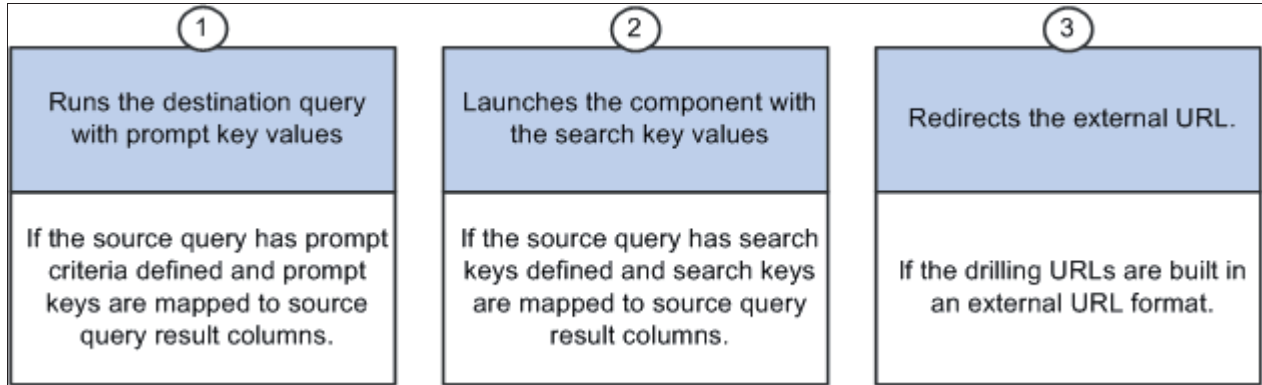 1
Runs the destination query
with prompt key values
If the source query has prompt
criteria defined and prompt
keys are mapped to source
query result columns.
2
Launches the component with
the search key values
If the source query has search
keys defined and search keys
are mapped to source query
result columns.
3
Redirects the external URL.
If the drilling URLs are built in
an external URL format.